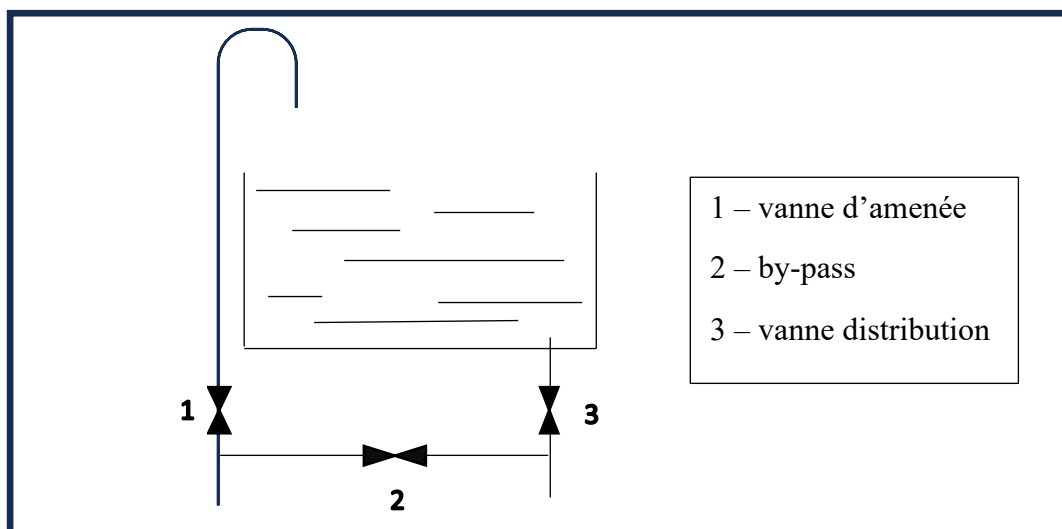 1 – vanne d’amenée
2 – by-pass
3 – vanne distribution
1
3
2